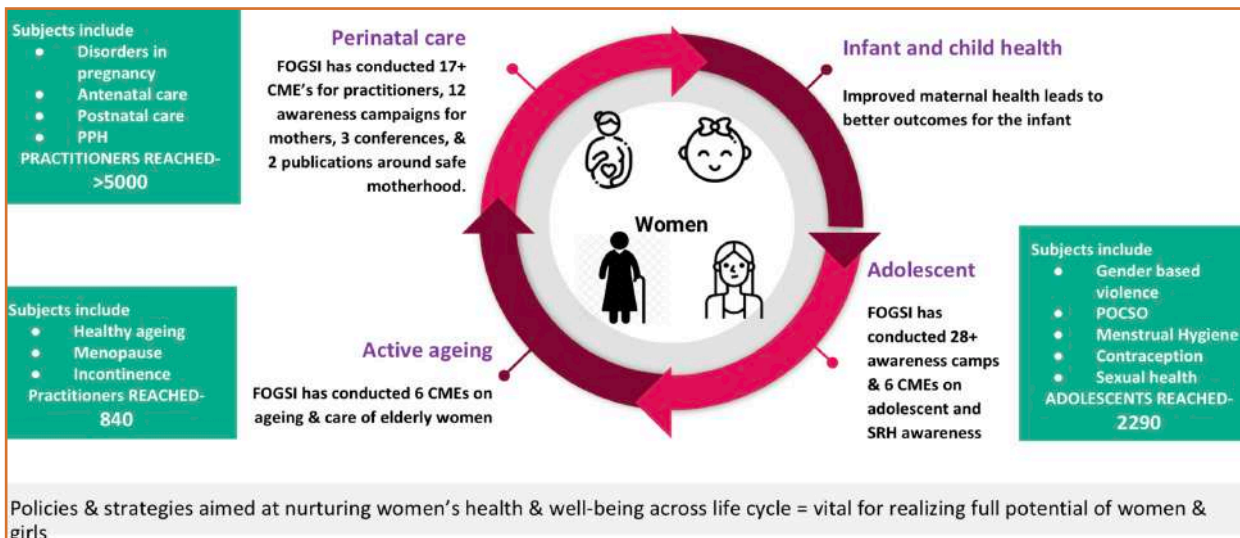 Subjects include
● Disorders in
pregnancy
● Antenatal care
● Postnatal care
● PPH
PRACTITIONERS REACHED-
>5000
Perinatal care
FOGSI has conducted 17+
CME's for practitioners, 12
awareness campaigns for
mothers, 3 conferences, &
2 publications around safe
motherhood.
Infant and child health
Improved maternal health leads to
better outcomes for the infant
Women
Adolescent
FOGSI has
conducted 28+
awareness camps
& 6 CMEs on
adolescent and
SRH awareness
Subjects include
● Gender based
violence
● POCSO
● Menstrual Hygiene
● Contraception
● Sexual health
ADOLESCENTS REACHED-
2290
Subjects include
● Healthy ageing
● Menopause
● Incontinence
Practitioners REACHED-
840
Active ageing
FOGSI has conducted 6 CMEs on
ageing & care of elderly women
Policies & strategies aimed at nurturing women's health & well-being across life cycle = vital for realizing full potential of women &
girls